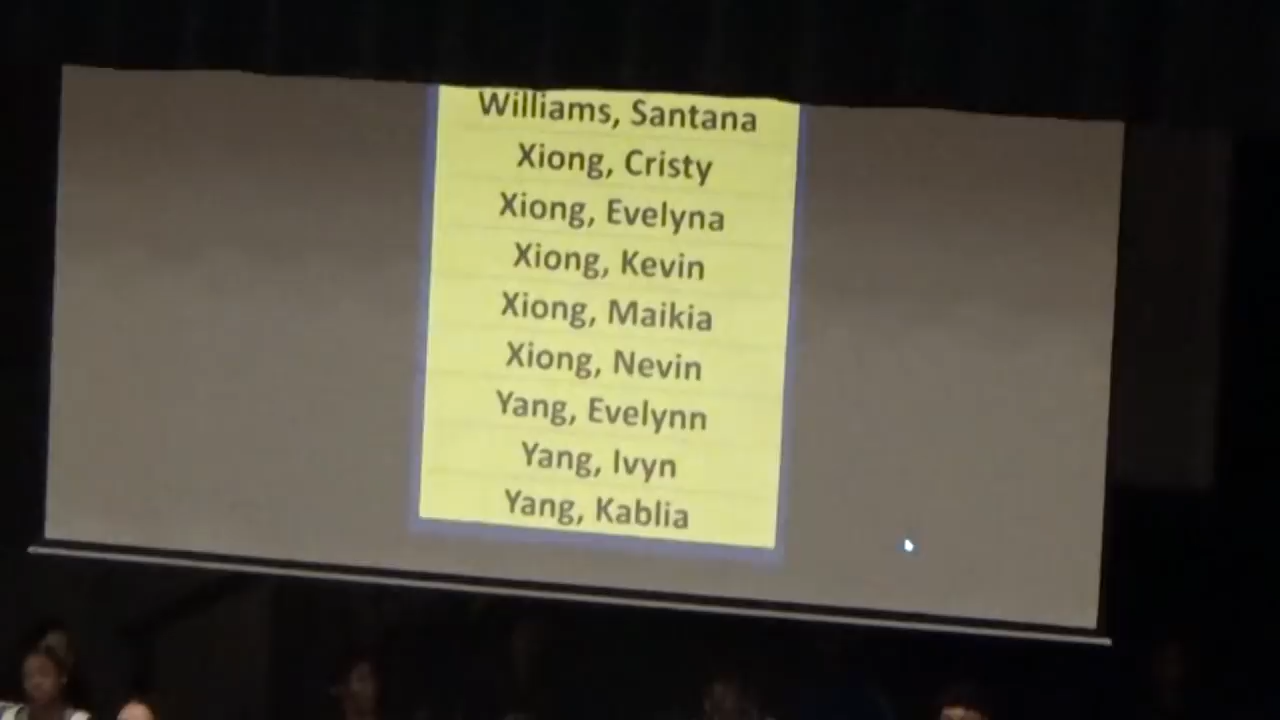 Williams, Santana
Xiong, Cristy
Xiong, Evelyna
Xiong, Kevin
Xiong, Maikia
Xiong, Nevin
Yang, Evelynn
Yang, Ivyn
Yang, Kablia